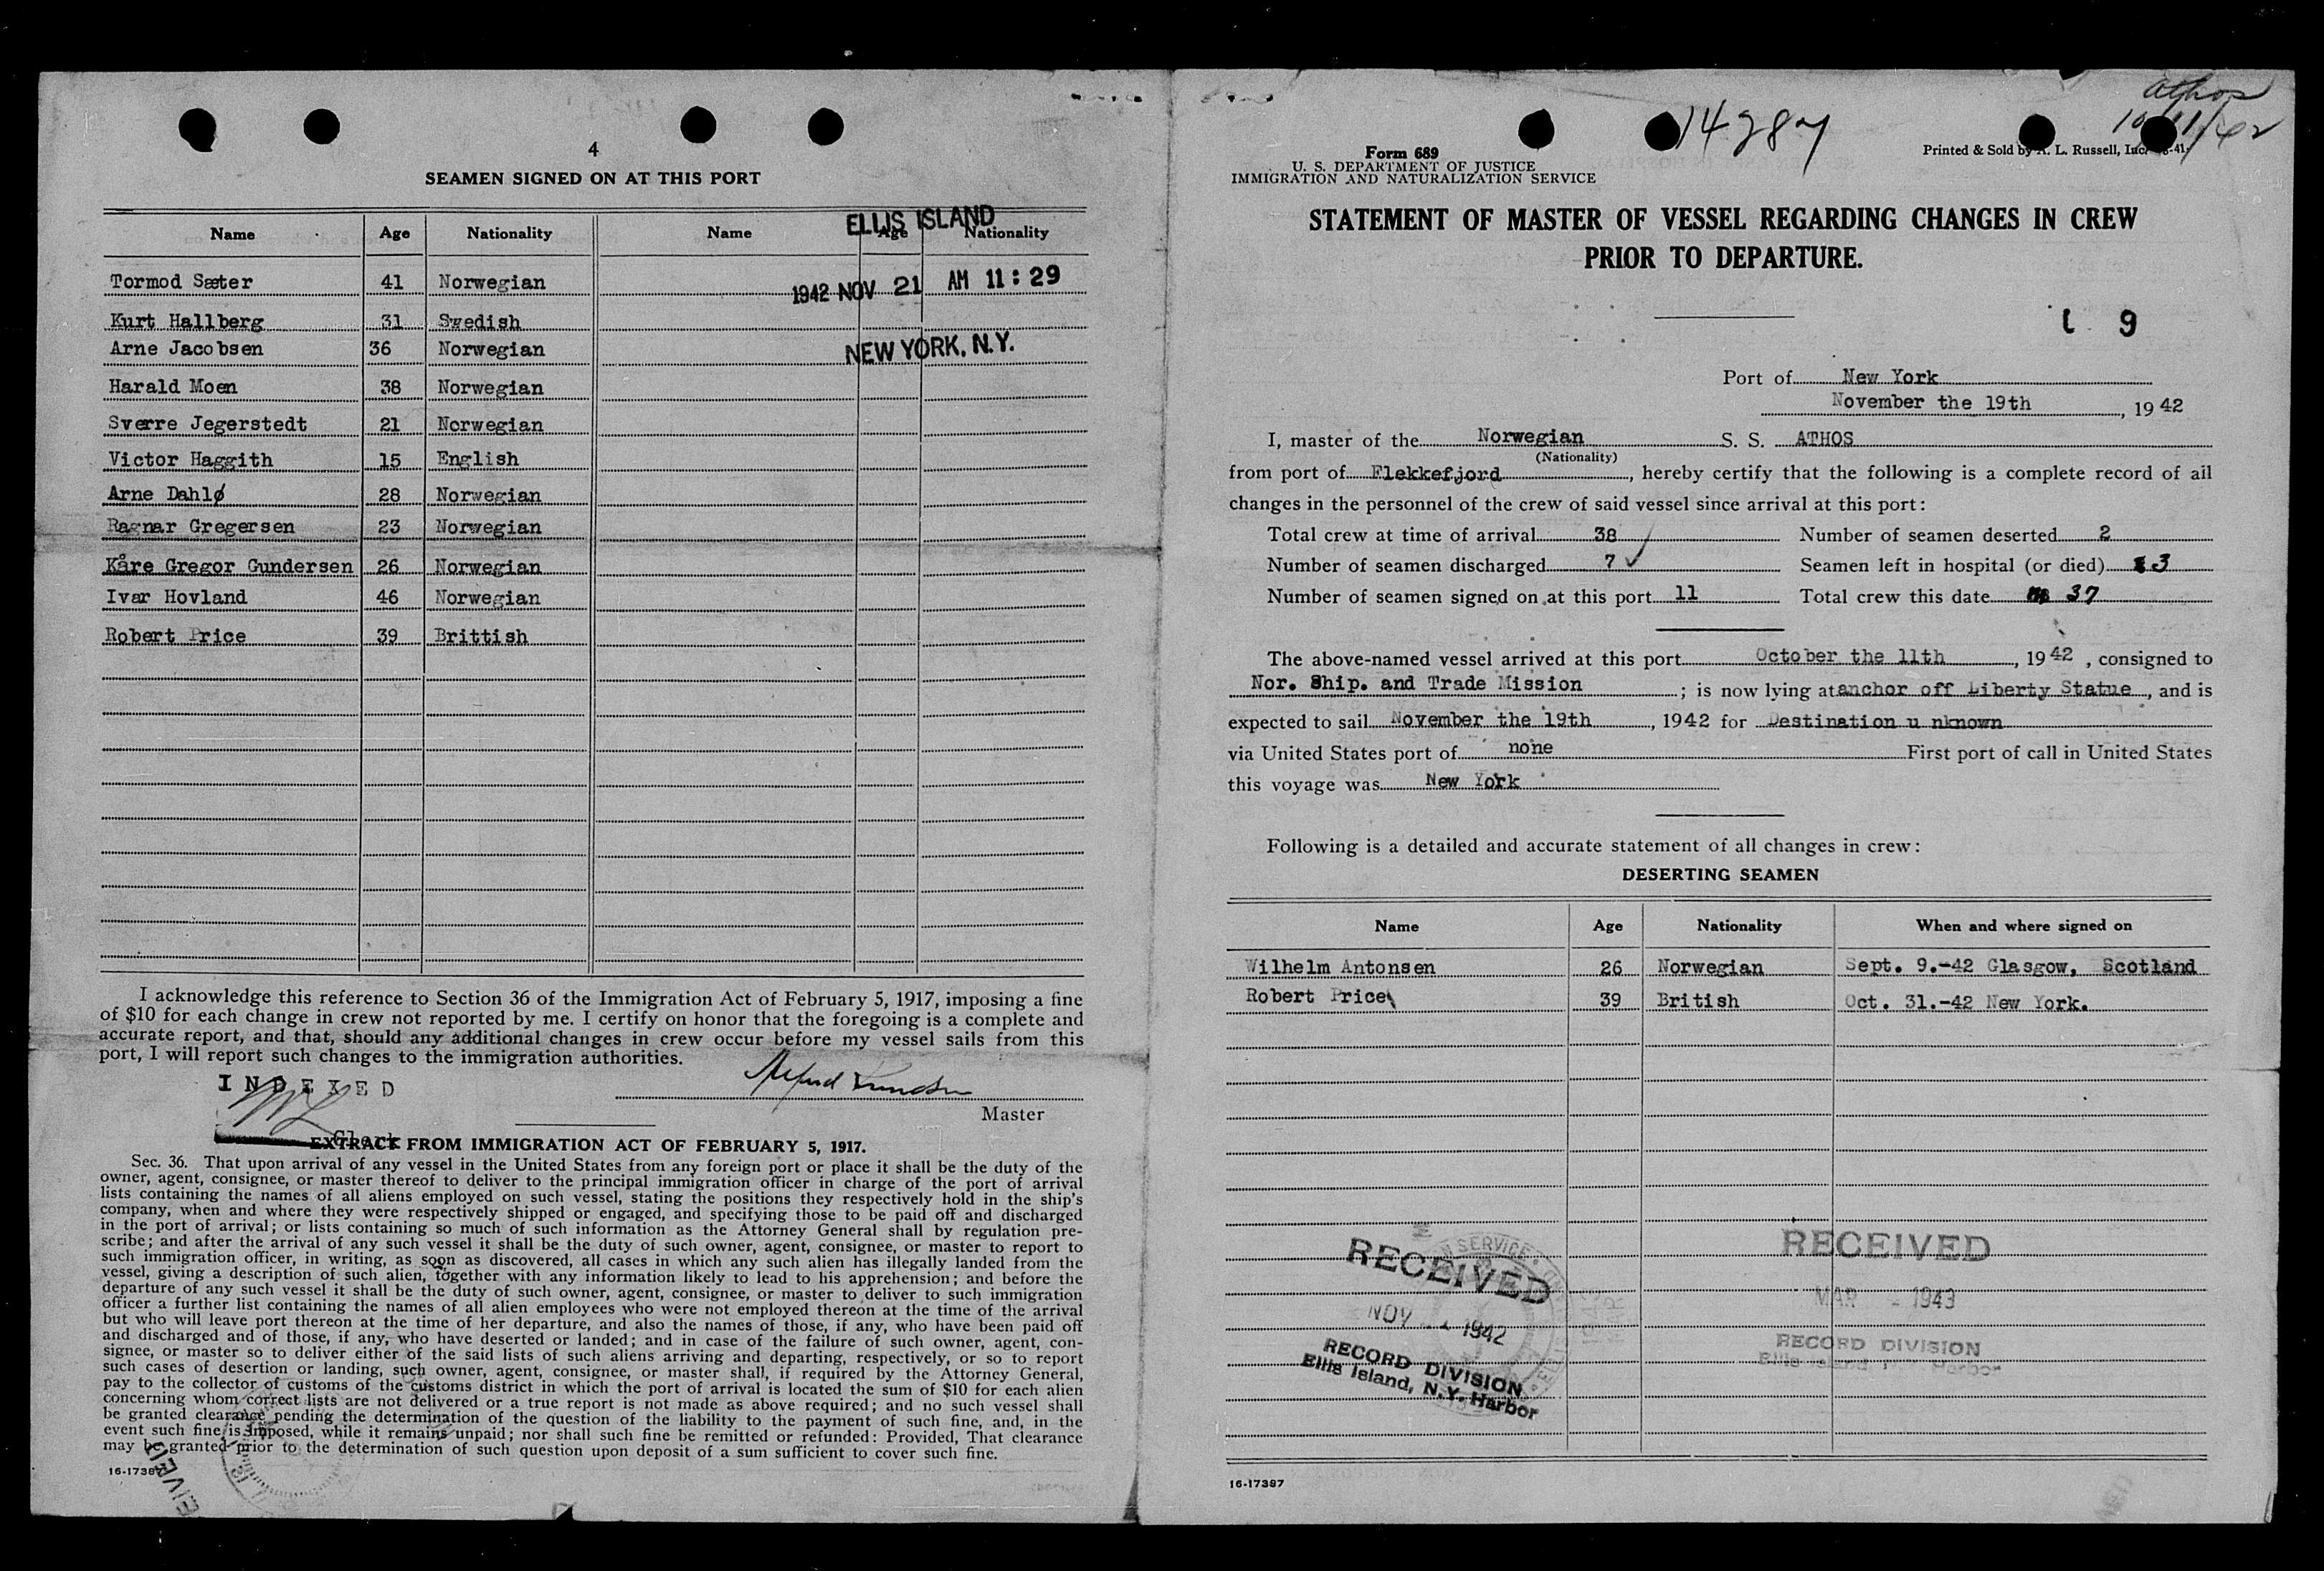 4
SEAMEN SIGNED ON AT THIS PORT
Name Age Nationality Name Age Nationality
ELLIS ISLAND
1942 NOV 21 AM 11:29
NEW YORK, N.Y.
Tormod Sæter 41 Norwegian
Kurt Hallberg 31 Swedish
Arne Jacobsen 36 Norwegian
Harald Moen 38 Norwegian
Sverre Jegerstedt 21 Norwegian
Victor Haggith 15 English
Arne Dahlø 28 Norwegian
Ragnar Gregersen 23 Norwegian
Kåre Gregor Gundersen 26 Norwegian
Ivar Hovland 46 Norwegian
Robert Price 39 Brittish
I acknowledge this reference to Section 36 of the Immigration Act of February 5, 1917, imposing a fine
of $10 for each change in crew not reported by me. I certify on honor that the foregoing is a complete and
accurate report, and that, should any additional changes in crew occur before my vessel sails from this
port, I will report such changes to the immigration authorities.
INDEXED
Master
Clerk
EXTRACT FROM IMMIGRATION ACT OF FEBRUARY 5, 1917.
Sec. 36. That upon arrival of any vessel in the United States from any foreign port or place it shall be the duty of the
owner, agent, consignee, or master thereof to deliver to the principal immigration officer in charge of the port of arrival
lists containing the names of all aliens employed on such vessel, stating the positions they respectively hold in the ship's
company, when and where they were respectively shipped or engaged, and specifying those to be paid off and discharged
in the port of arrival; or lists containing so much of such information as the Attorney General shall by regulation pre-
scribe; and after the arrival of any such vessel it shall be the duty of such owner, agent, consignee, or master to report to
such immigration officer, in writing, as soon as discovered, all cases in which any such alien has illegally landed from the
vessel, giving a description of such alien, together with any information likely to lead to his apprehension; and before the
departure of any such vessel it shall be the duty of such owner, agent, consignee, or master to deliver to such immigration
officer a further list containing the names of all alien employees who were not employed thereon at the time of the arrival
but who will leave port thereon at the time of her departure, and also the names of those, if any, who have been paid off
and discharged and of those, if any, who have deserted or landed; and in case of the failure of such owner, agent, con-
signee, or master so to deliver either of the said lists of such aliens arriving and departing, respectively, or so to report
such cases of desertion or landing, such owner, agent, consignee, or master shall, if required by the Attorney General,
pay to the collector of customs of the customs district in which the port of arrival is located the sum of $10 for each alien
concerning whom correct lists are not delivered or a true report is not made as above required; and no such vessel shall
be granted clearance pending the determination of the question of the liability to the payment of such fine, and, in the
event such fine is imposed, while it remains unpaid; nor shall such fine be remitted or refunded: Provided, That clearance
may be granted prior to the determination of such question upon deposit of a sum sufficient to cover such fine.
Athos
14287
Form 689
U. S. DEPARTMENT OF JUSTICE
IMMIGRATION AND NATURALIZATION SERVICE
Printed & Sold by L. Russell, Inc.
STATEMENT OF MASTER OF VESSEL REGARDING CHANGES IN CREW
PRIOR TO DEPARTURE.
9
Port of New York
November the 19th, 1942
I, master of the Norwegian S. S. ATHOS
(Nationality)
from port of Flekkefjord, hereby certify that the following is a complete record of all
changes in the personnel of the crew of said vessel since arrival at this port:
Total crew at time of arrival 38 Number of seamen deserted 2
Number of seamen discharged 7 Seamen left in hospital (or died) 3
Number of seamen signed on at this port 11 Total crew this date 37
The above-named vessel arrived at this port October the 11th, 1942, consigned to
Nor. Ship. and Trade Mission; is now lying at anchor off Liberty Statue, and is
expected to sail November the 19th, 1942 for Destination u nknown
via United States port of none First port of call in United States
this voyage was New York
Following is a detailed and accurate statement of all changes in crew:
DESERTING SEAMEN
Name Age Nationality When and where signed on
Wilhelm Antonsen 26 Norwegian Sept. 9.-42 Glasgow, Scotland
Robert Price 39 British Oct. 31.-42 New York.
RECEIVED
NOV 1942
RECORD DIVISION
Ellis Island, N.Y. Harbor
RECEIVED
MAR 1943
RECORD DIVISION
Ellis Island N.Y. Harbor
16-17397